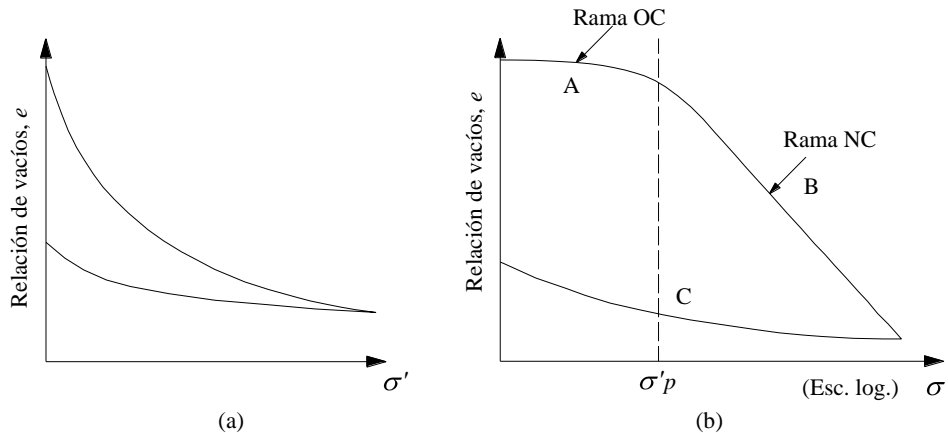 Relación de vacíos, e
σ'
(a)
Rama OC
A
Relación de vacíos, e
Rama NC
B
C
σ'p
(Esc. log.)
σ
(b)